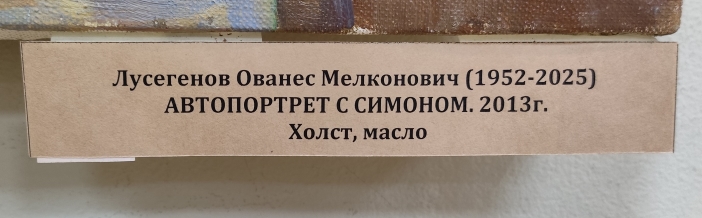 Лусегенов Ованес Мелконович (1952-2025)
АВТОПОРТРЕТ С СИМОНОМ. 2013г.
Холст, масло